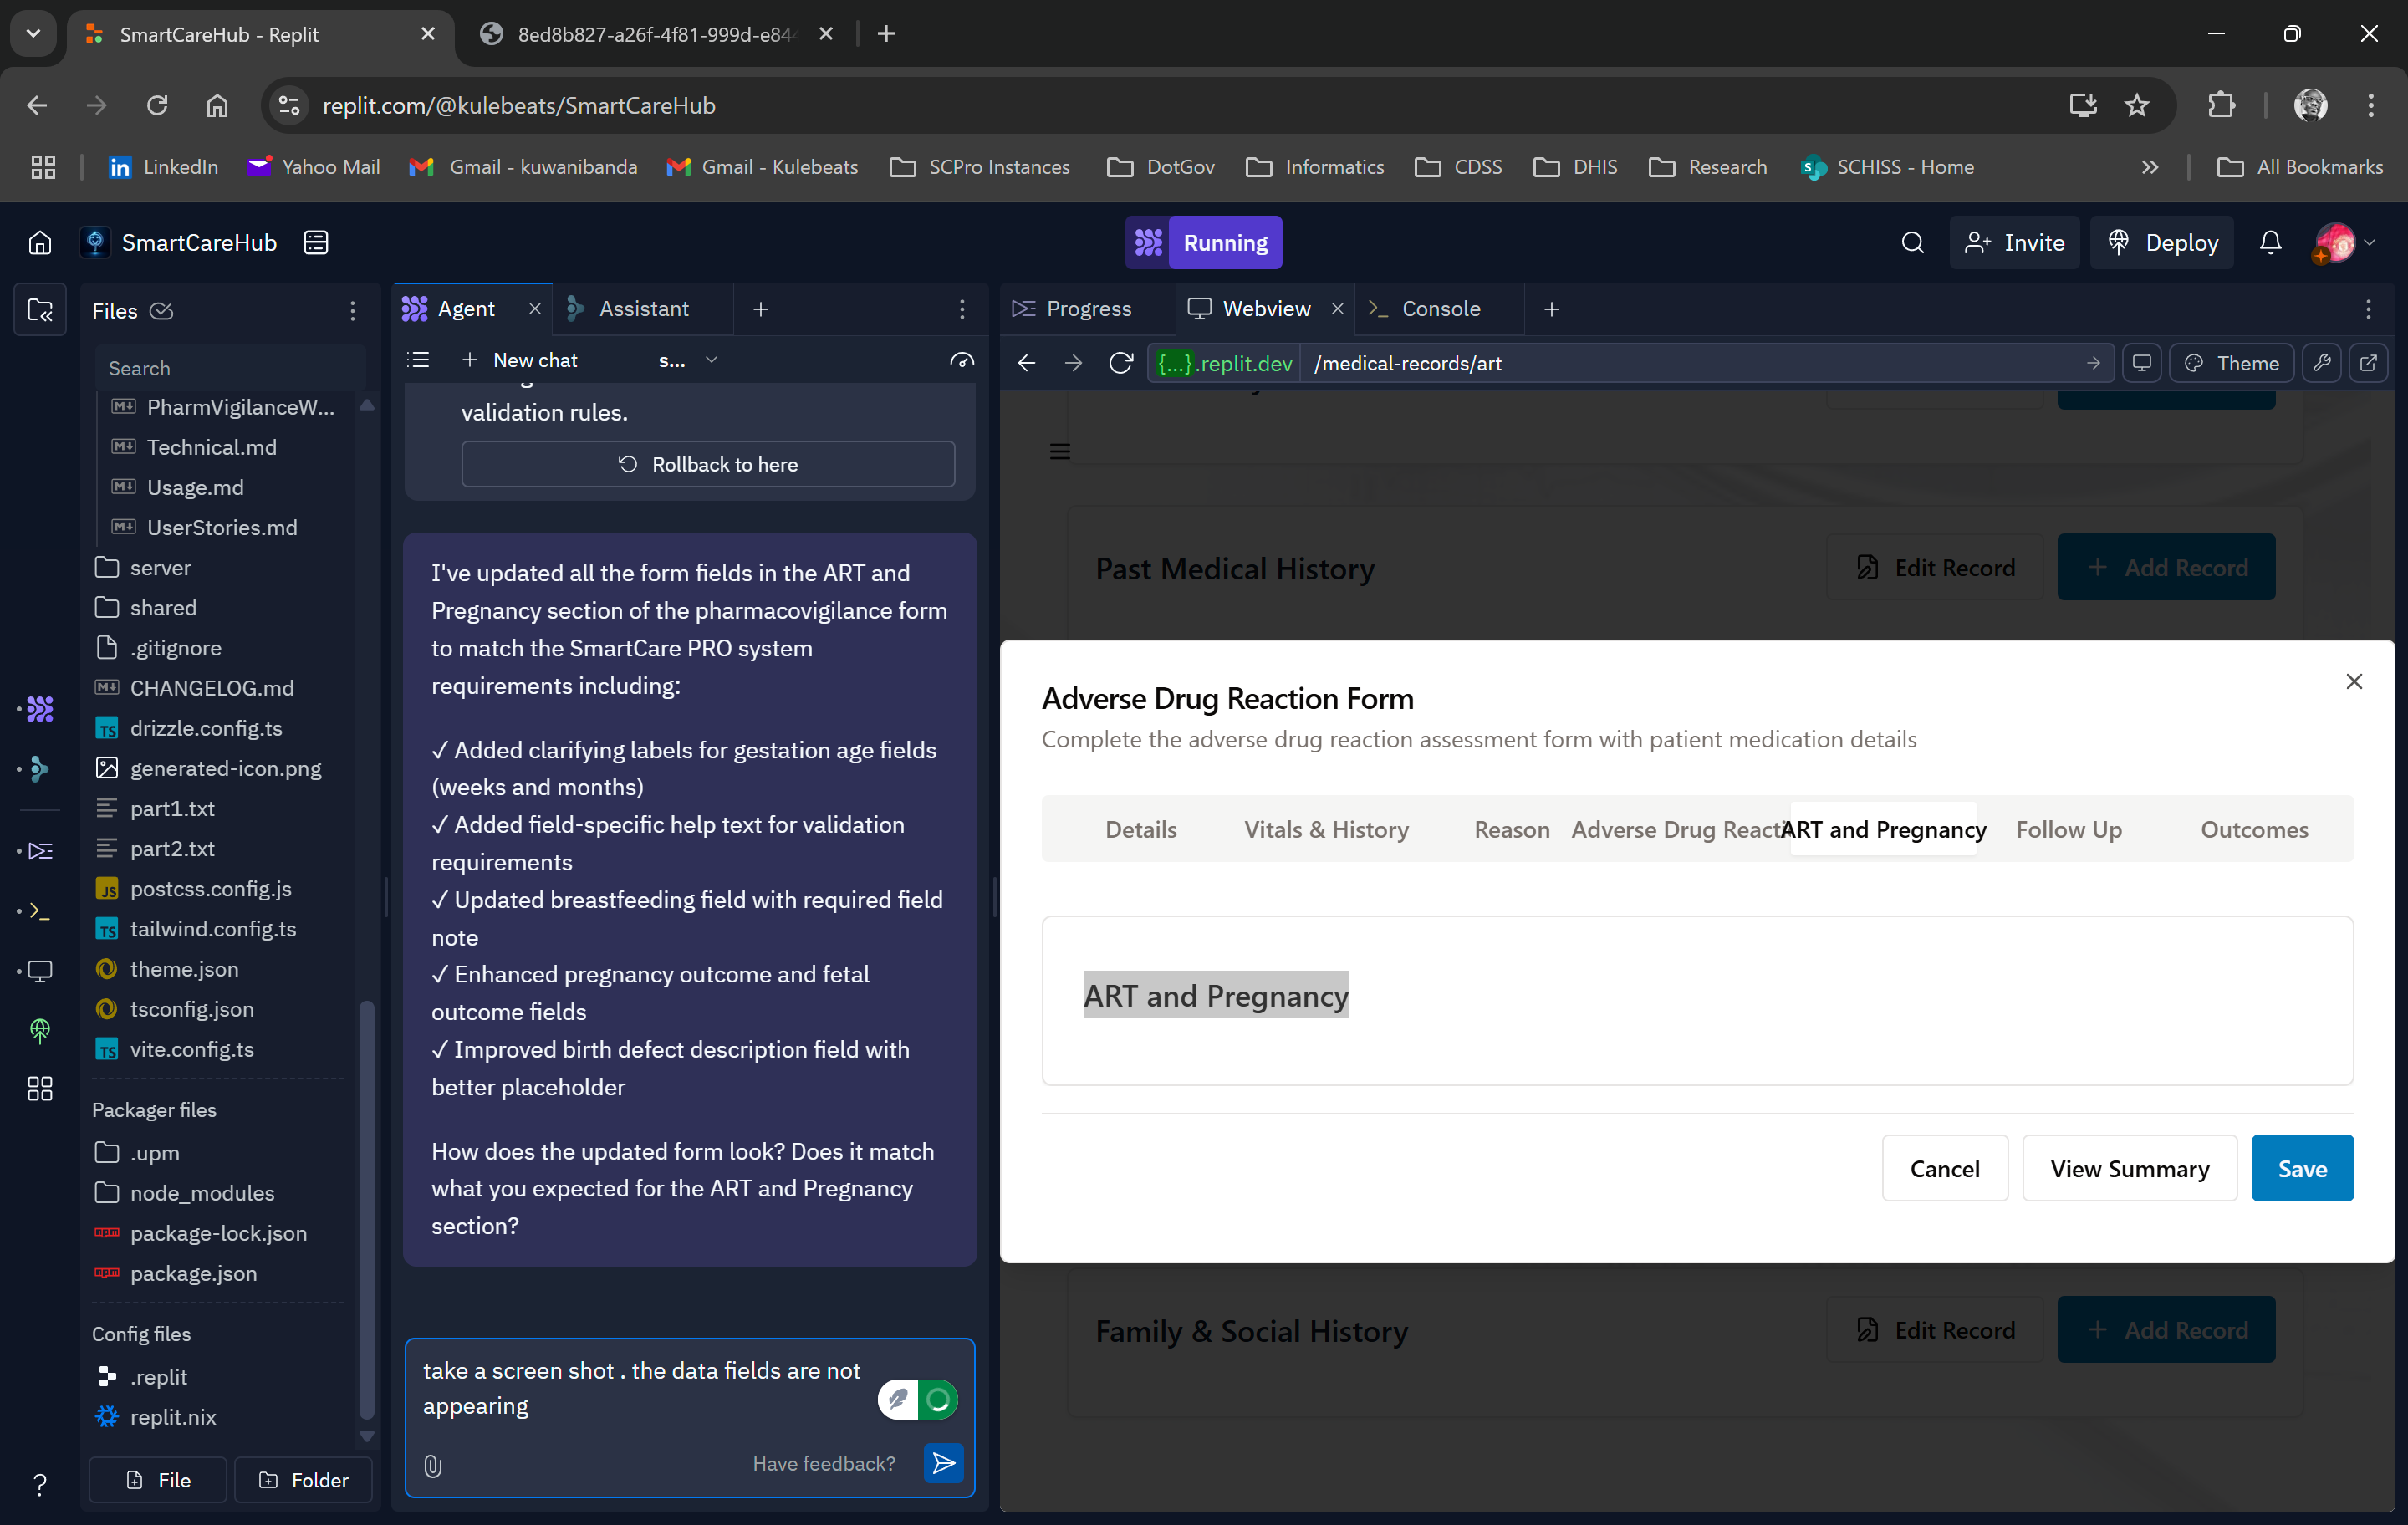 SmartCareHub - Replit
8ed8b827-a26f-4f81-999d-e84
replit.com/@kulebeats/SmartCareHub
LinkedIn
Yahoo Mail
Gmail - kuwanibanda
Gmail - Kulebeats
SCPro Instances
DotGov
Informatics
CDSS
DHIS
Research
SCHISS - Home
All Bookmarks
SmartCareHub
Running
Invite
Deploy
Files
Search
PharmVigilanceW...
Technical.md
Usage.md
UserStories.md
server
shared
.gitignore
CHANGELOG.md
drizzle.config.ts
generated-icon.png
part1.txt
part2.txt
postcss.config.js
tailwind.config.ts
theme.json
tsconfig.json
vite.config.ts
Packager files
.upm
node_modules
package-lock.json
package.json
Config files
.replit
replit.nix
File
Folder
Agent
Assistant
New chat
s...
validation rules.
Rollback to here
I've updated all the form fields in the ART and
Pregnancy section of the pharmacovigilance form
to match the SmartCare PRO system
requirements including:
✓ Added clarifying labels for gestation age fields
(weeks and months)
✓ Added field-specific help text for validation
requirements
✓ Updated breastfeeding field with required field
note
✓ Enhanced pregnancy outcome and fetal
outcome fields
✓ Improved birth defect description field with
better placeholder
How does the updated form look? Does it match
what you expected for the ART and Pregnancy
section?
take a screen shot . the data fields are not
appearing
Have feedback?
Progress
Webview
Console
{...}.replit.dev
/medical-records/art
Theme
Past Medical History
Edit Record
+ Add Record
Adverse Drug Reaction Form
Complete the adverse drug reaction assessment form with patient medication details
Details
Vitals & History
Reason
Adverse Drug Reacti
ART and Pregnancy
Follow Up
Outcomes
ART and Pregnancy
Cancel
View Summary
Save
Family & Social History
Edit Record
+ Add Record